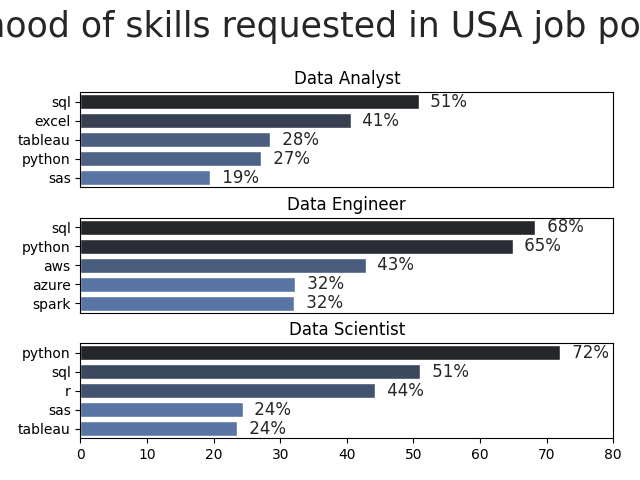 ood of skills requested in USA job po
Data Analyst
sql 51%
excel 41%
tableau 28%
python 27%
sas 19%
Data Engineer
sql 68%
python 65%
aws 43%
azure 32%
spark 32%
Data Scientist
python 72%
sql 51%
r 44%
sas 24%
tableau 24%
0 10 20 30 40 50 60 70 80